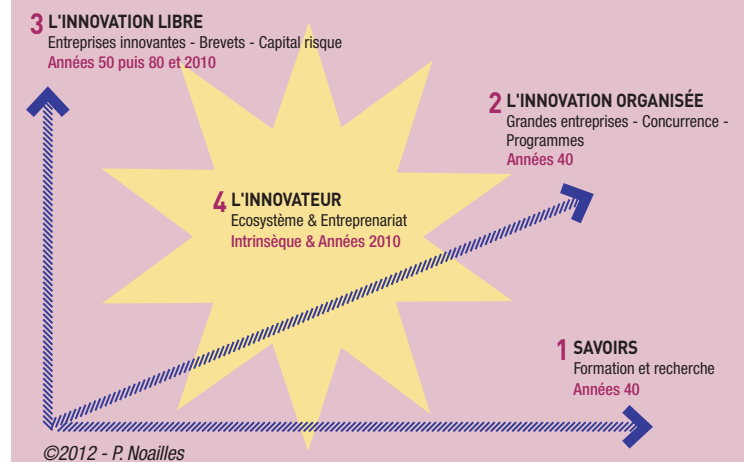 3 L'INNOVATION LIBRE
Entreprises innovantes - Brevets - Capital risque
Années 50 puis 80 et 2010
2 L'INNOVATION ORGANISÉE
Grandes entreprises - Concurrence -
Programmes
Années 40
4 L'INNOVATEUR
Ecosystème & Entreprenariat
Intrinsèque & Années 2010
1 SAVOIRS
Formation et recherche
Années 40
©2012 - P. Noailles